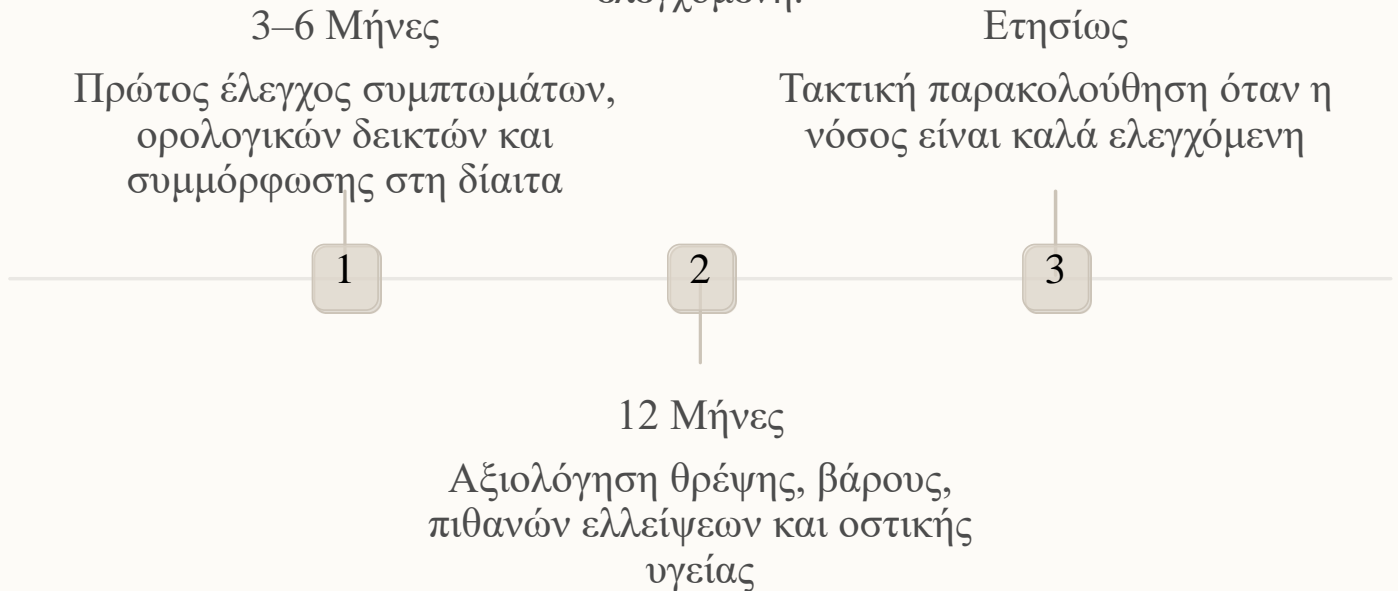 ελεγχόμενη.
3–6 Μήνες
Πρώτος έλεγχος συμπτωμάτων,
ορολογικών δεικτών και
συμμόρφωσης στη δίαιτα
Ετησίως
Τακτική παρακολούθηση όταν η
νόσος είναι καλά ελεγχόμενη
1
2
3
12 Μήνες
Αξιολόγηση θρέψης, βάρους,
πιθανών ελλείψεων και οστικής
υγείας